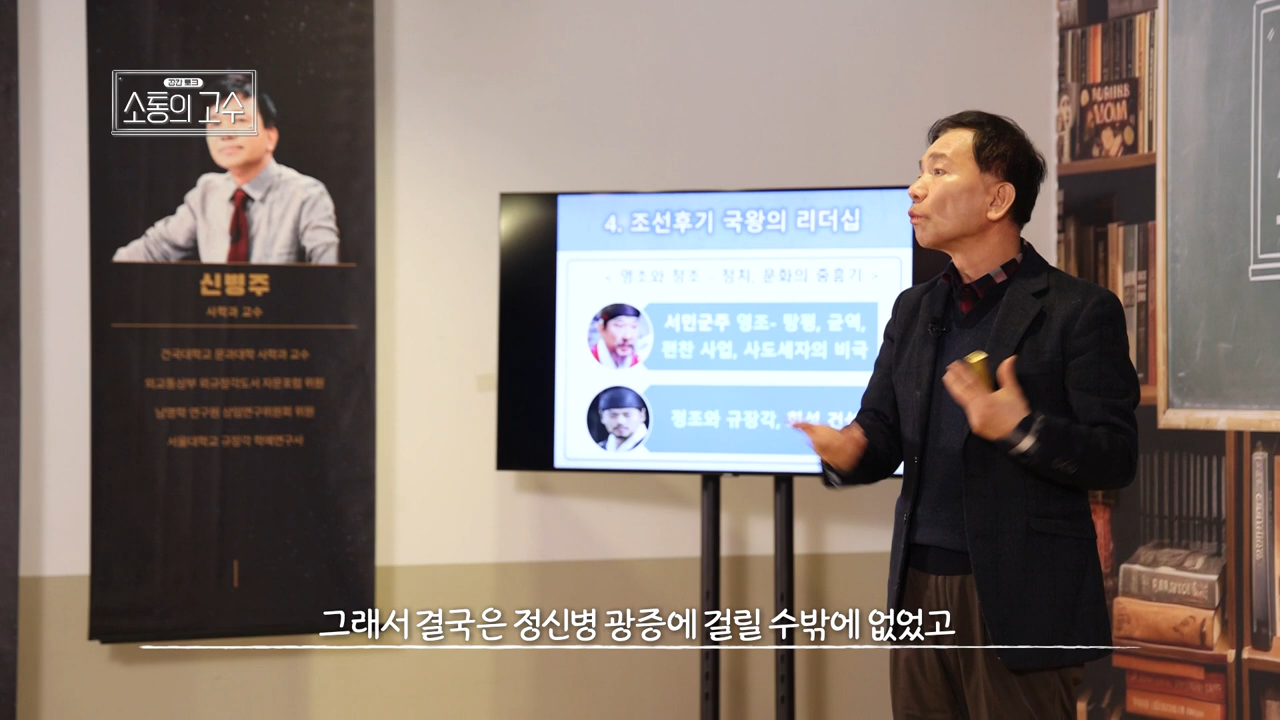 소통의 고수
신병주
사학과 교수
건국대학교 문과대학 사학과 교수
외교통상부 외규장각도서 자문포럼 위원
남명학 연구원 상임연구위원회 위원
서울대학교 규장각 학예연구사
4. 조선후기 국왕의 리더십
< 영조와 정조 정치, 문화의 중흥기 >
서민군주 영조- 탕평, 균역,
편찬 사업, 사도세자의 비극
정조와 규장각, 화성 건설
그래서 결국은 정신병 광증에 걸릴 수밖에 없었고